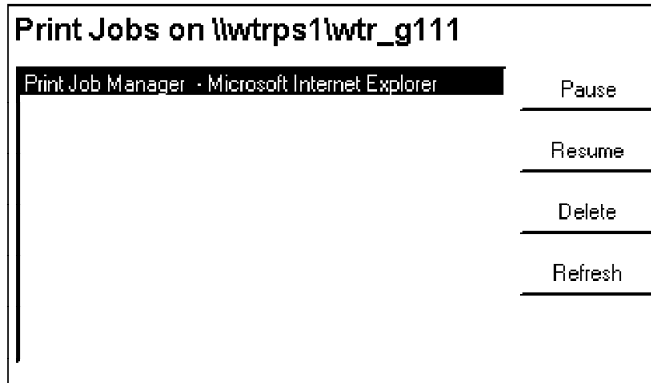 Print Jobs on \\wtrps1\wtr_g111
Print Job Manager - Microsoft Internet Explorer
Pause
Resume
Delete
Refresh